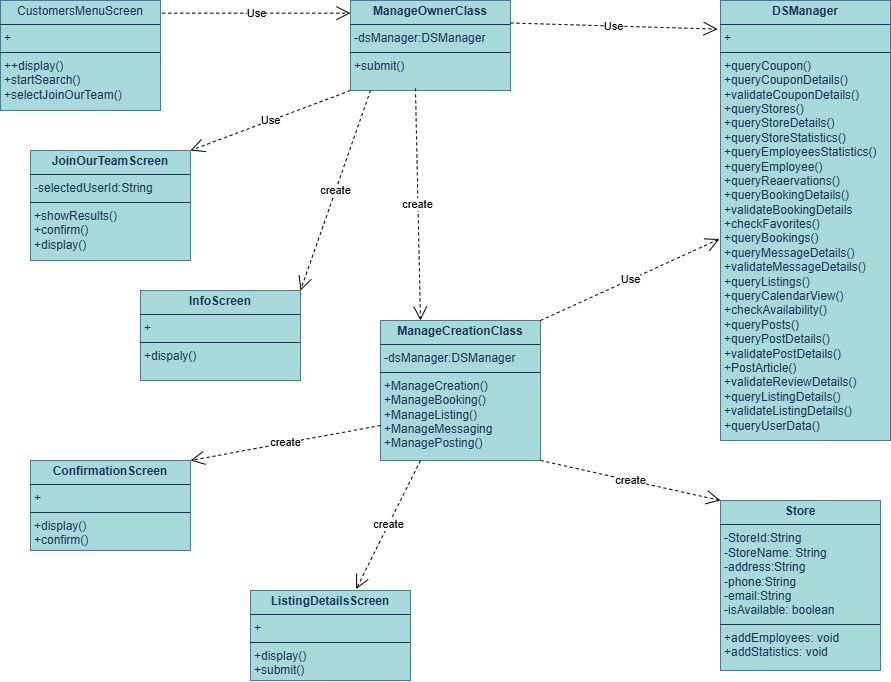 CustomersMenuScreen
+
++display()
+startSearch()
+selectJoinOurTeam()
Use
ManageOwnerClass
-dsManager:DSManager
+submit()
Use
DSManager
+
+queryCoupon()
+queryCouponDetails()
+validateCouponDetails()
+queryStores()
+queryStoreDetails()
+queryStoreStatistics()
+queryEmployeesStatistics()
+queryEmployee()
+queryReaervations()
+queryBookingDetails()
+validateBookingDetails
+checkFavorites()
+queryBookings()
+queryMessageDetails()
+validateMessageDetails()
+queryListings()
+queryCalendarView()
+checkAvailability()
+queryPosts()
+queryPostDetails()
+validatePostDetails()
+PostArticle()
+validateReviewDetails()
+queryListingDetails()
+validateListingDetails()
+queryUserData()
Use
JoinOurTeamScreen
-selectedUserId:String
+showResults()
+confirm()
+display()
create
create
InfoScreen
+
+dispaly()
Use
ManageCreationClass
-dsManager:DSManager
+ManageCreation()
+ManageBooking()
+ManageListing()
+ManageMessaging
+ManagePosting()
create
ConfirmationScreen
+
+display()
+confirm()
create
create
ListingDetailsScreen
+
+display()
+submit()
Store
-StoreId:String
-StoreName: String
-address:String
-phone:String
-email:String
-isAvailable: boolean
+addEmployees: void
+addStatistics: void